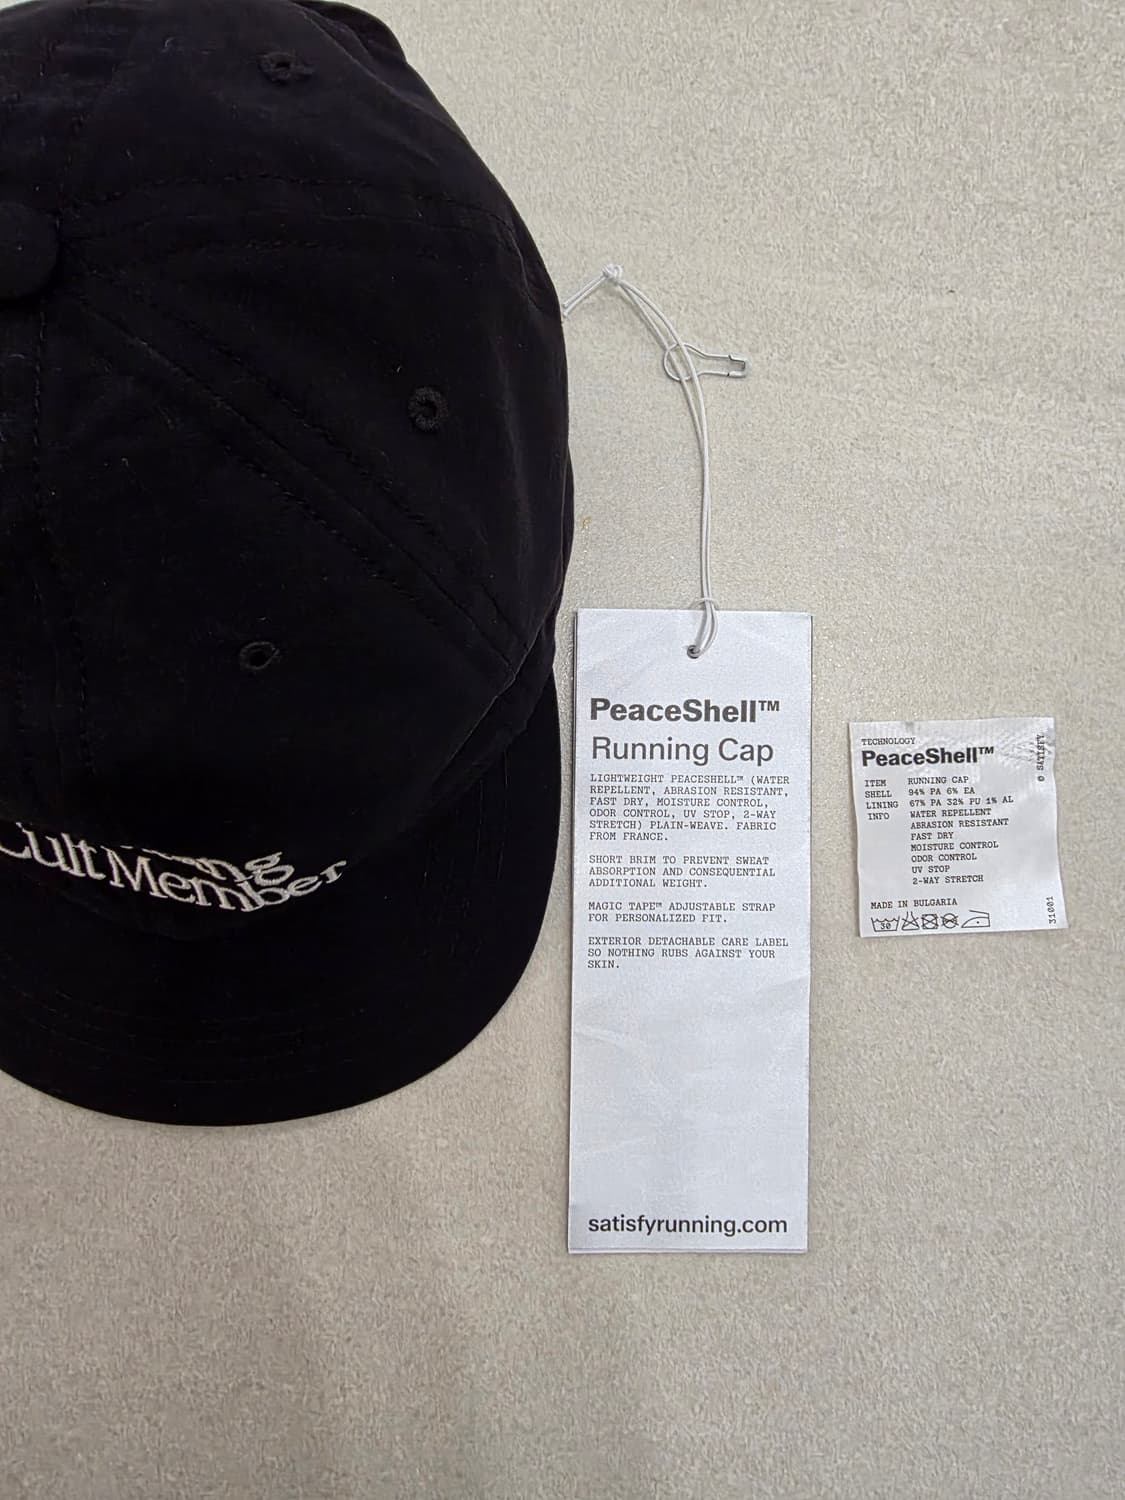 Cult Member
PeaceShell™
Running Cap
LIGHTWEIGHT PEACESHELL™ (WATER
REPELLENT, ABRASION RESISTANT,
FAST DRY, MOISTURE CONTROL,
ODOR CONTROL, UV STOP, 2-WAY
STRETCH) PLAIN-WEAVE. FABRIC
FROM FRANCE.
SHORT BRIM TO PREVENT SWEAT
ABSORPTION AND CONSEQUENTIAL
ADDITIONAL WEIGHT.
MAGIC TAPE™ ADJUSTABLE STRAP
FOR PERSONALIZED FIT.
EXTERIOR DETACHABLE CARE LABEL
SO NOTHING RUBS AGAINST YOUR
SKIN.
satisfyrunning.com
TECHNOLOGY
PeaceShell™
© SATISFY
ITEM RUNNING CAP
SHELL 94% PA 6% EA
LINING 67% PA 32% PU 1% AL
INFO WATER REPELLENT
ABRASION RESISTANT
FAST DRY
MOISTURE CONTROL
ODOR CONTROL
UV STOP
2-WAY STRETCH
MADE IN BULGARIA
30
31001